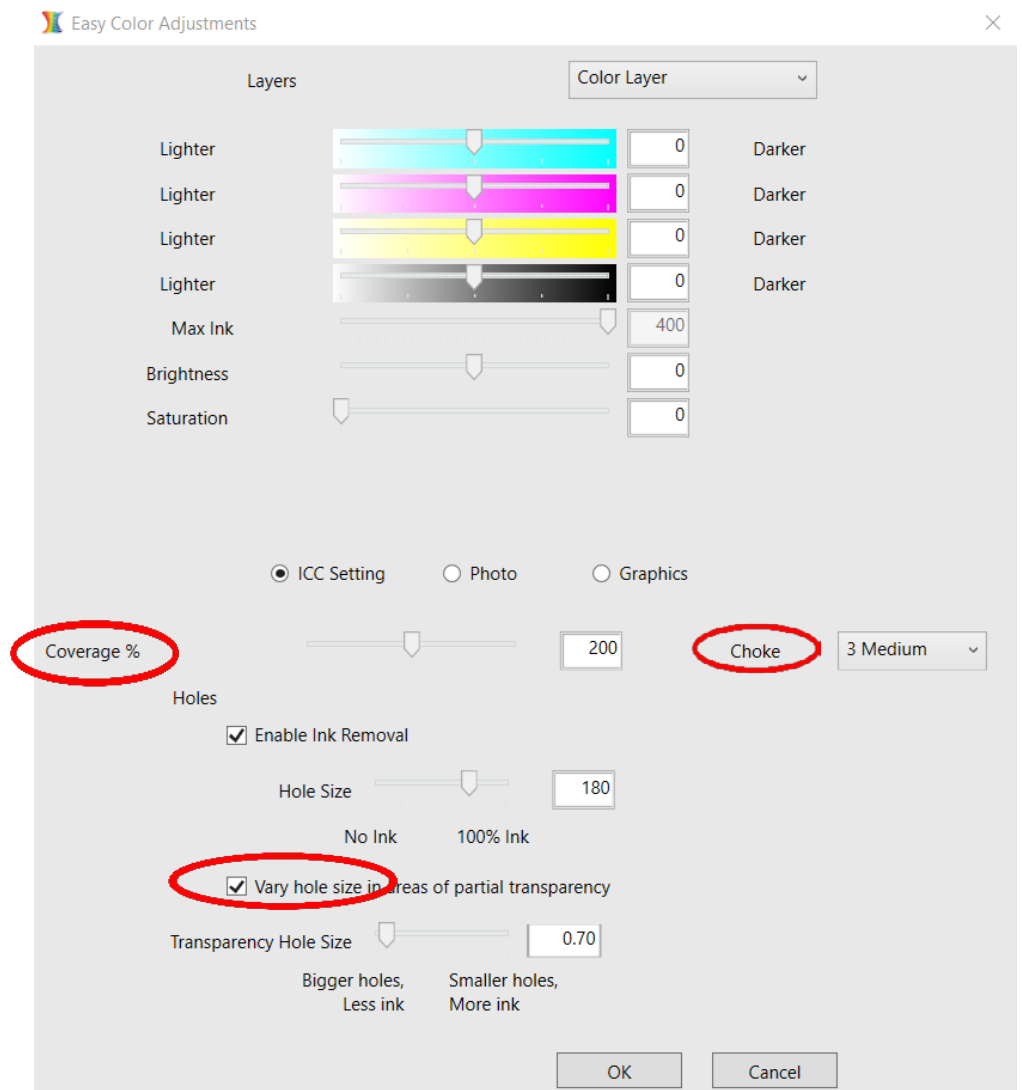 Easy Color Adjustments
Layers Color Layer
Lighter 0 Darker
Lighter 0 Darker
Lighter 0 Darker
Lighter 0 Darker
Max Ink 400
Brightness 0
Saturation 0
ICC Setting Photo Graphics
Coverage % 200 Choke 3 Medium
Holes
Enable Ink Removal
Hole Size 180
No Ink 100% Ink
Vary hole size in areas of partial transparency
Transparency Hole Size 0.70
Bigger holes, Smaller holes,
Less ink More ink
OK Cancel